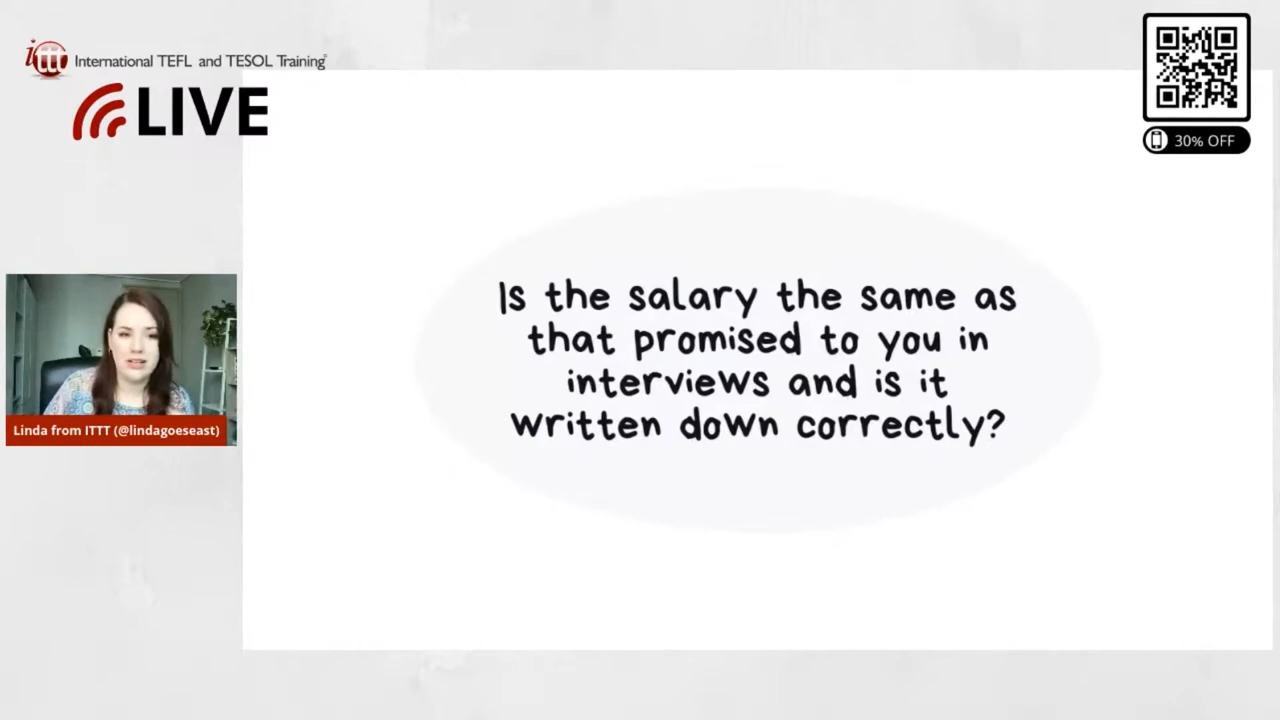 ittt International TEFL and TESOL Training
LIVE
30% OFF
Is the salary the same as
that promised to you in
interviews and is it
written down correctly?
Linda from ITTT (@lindagoeseast)